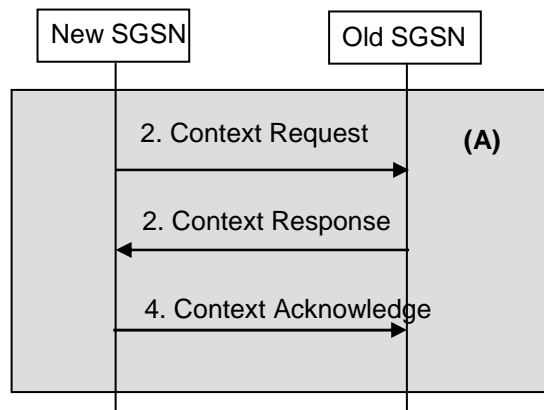 New SGSN
Old SGSN
2. Context Request
(A)
2. Context Response
4. Context Acknowledge